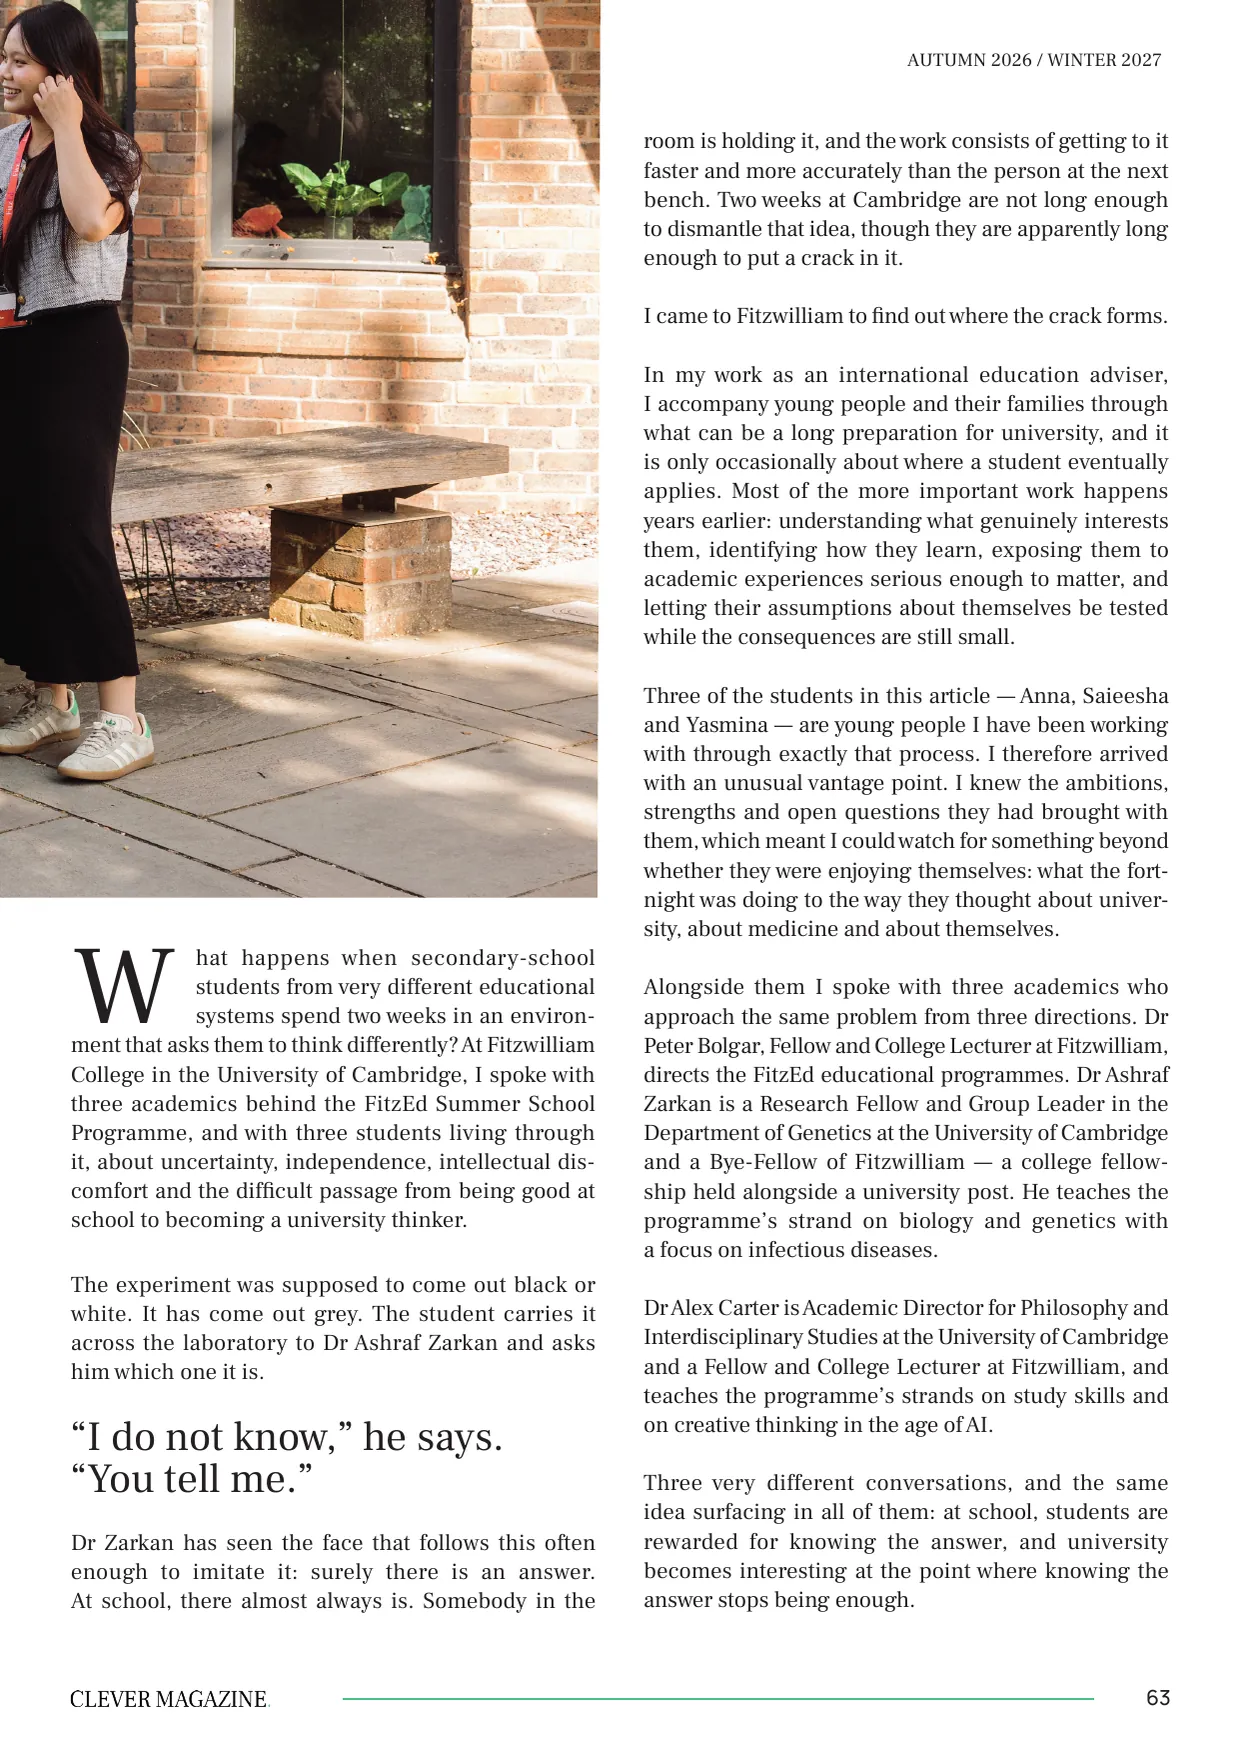 AUTUMN 2026 / WINTER 2027
What happens when secondary-school
students from very different educational
systems spend two weeks in an environ-
ment that asks them to think differently? At Fitzwilliam
College in the University of Cambridge, I spoke with
three academics behind the FitzEd Summer School
Programme, and with three students living through
it, about uncertainty, independence, intellectual dis-
comfort and the difficult passage from being good at
school to becoming a university thinker.
The experiment was supposed to come out black or
white. It has come out grey. The student carries it
across the laboratory to Dr Ashraf Zarkan and asks
him which one it is.
“I do not know,” he says.
“You tell me.”
Dr Zarkan has seen the face that follows this often
enough to imitate it: surely there is an answer.
At school, there almost always is. Somebody in the
room is holding it, and the work consists of getting to it
faster and more accurately than the person at the next
bench. Two weeks at Cambridge are not long enough
to dismantle that idea, though they are apparently long
enough to put a crack in it.
I came to Fitzwilliam to find out where the crack forms.
In my work as an international education adviser,
I accompany young people and their families through
what can be a long preparation for university, and it
is only occasionally about where a student eventually
applies. Most of the more important work happens
years earlier: understanding what genuinely interests
them, identifying how they learn, exposing them to
academic experiences serious enough to matter, and
letting their assumptions about themselves be tested
while the consequences are still small.
Three of the students in this article — Anna, Saieesha
and Yasmina — are young people I have been working
with through exactly that process. I therefore arrived
with an unusual vantage point. I knew the ambitions,
strengths and open questions they had brought with
them, which meant I could watch for something beyond
whether they were enjoying themselves: what the fort-
night was doing to the way they thought about univer-
sity, about medicine and about themselves.
Alongside them I spoke with three academics who
approach the same problem from three directions. Dr
Peter Bolgar, Fellow and College Lecturer at Fitzwilliam,
directs the FitzEd educational programmes. Dr Ashraf
Zarkan is a Research Fellow and Group Leader in the
Department of Genetics at the University of Cambridge
and a Bye-Fellow of Fitzwilliam — a college fellow-
ship held alongside a university post. He teaches the
programme’s strand on biology and genetics with
a focus on infectious diseases.
Dr Alex Carter is Academic Director for Philosophy and
Interdisciplinary Studies at the University of Cambridge
and a Fellow and College Lecturer at Fitzwilliam, and
teaches the programme’s strands on study skills and
on creative thinking in the age of AI.
Three very different conversations, and the same
idea surfacing in all of them: at school, students are
rewarded for knowing the answer, and university
becomes interesting at the point where knowing the
answer stops being enough.
CLEVER MAGAZINE.
63